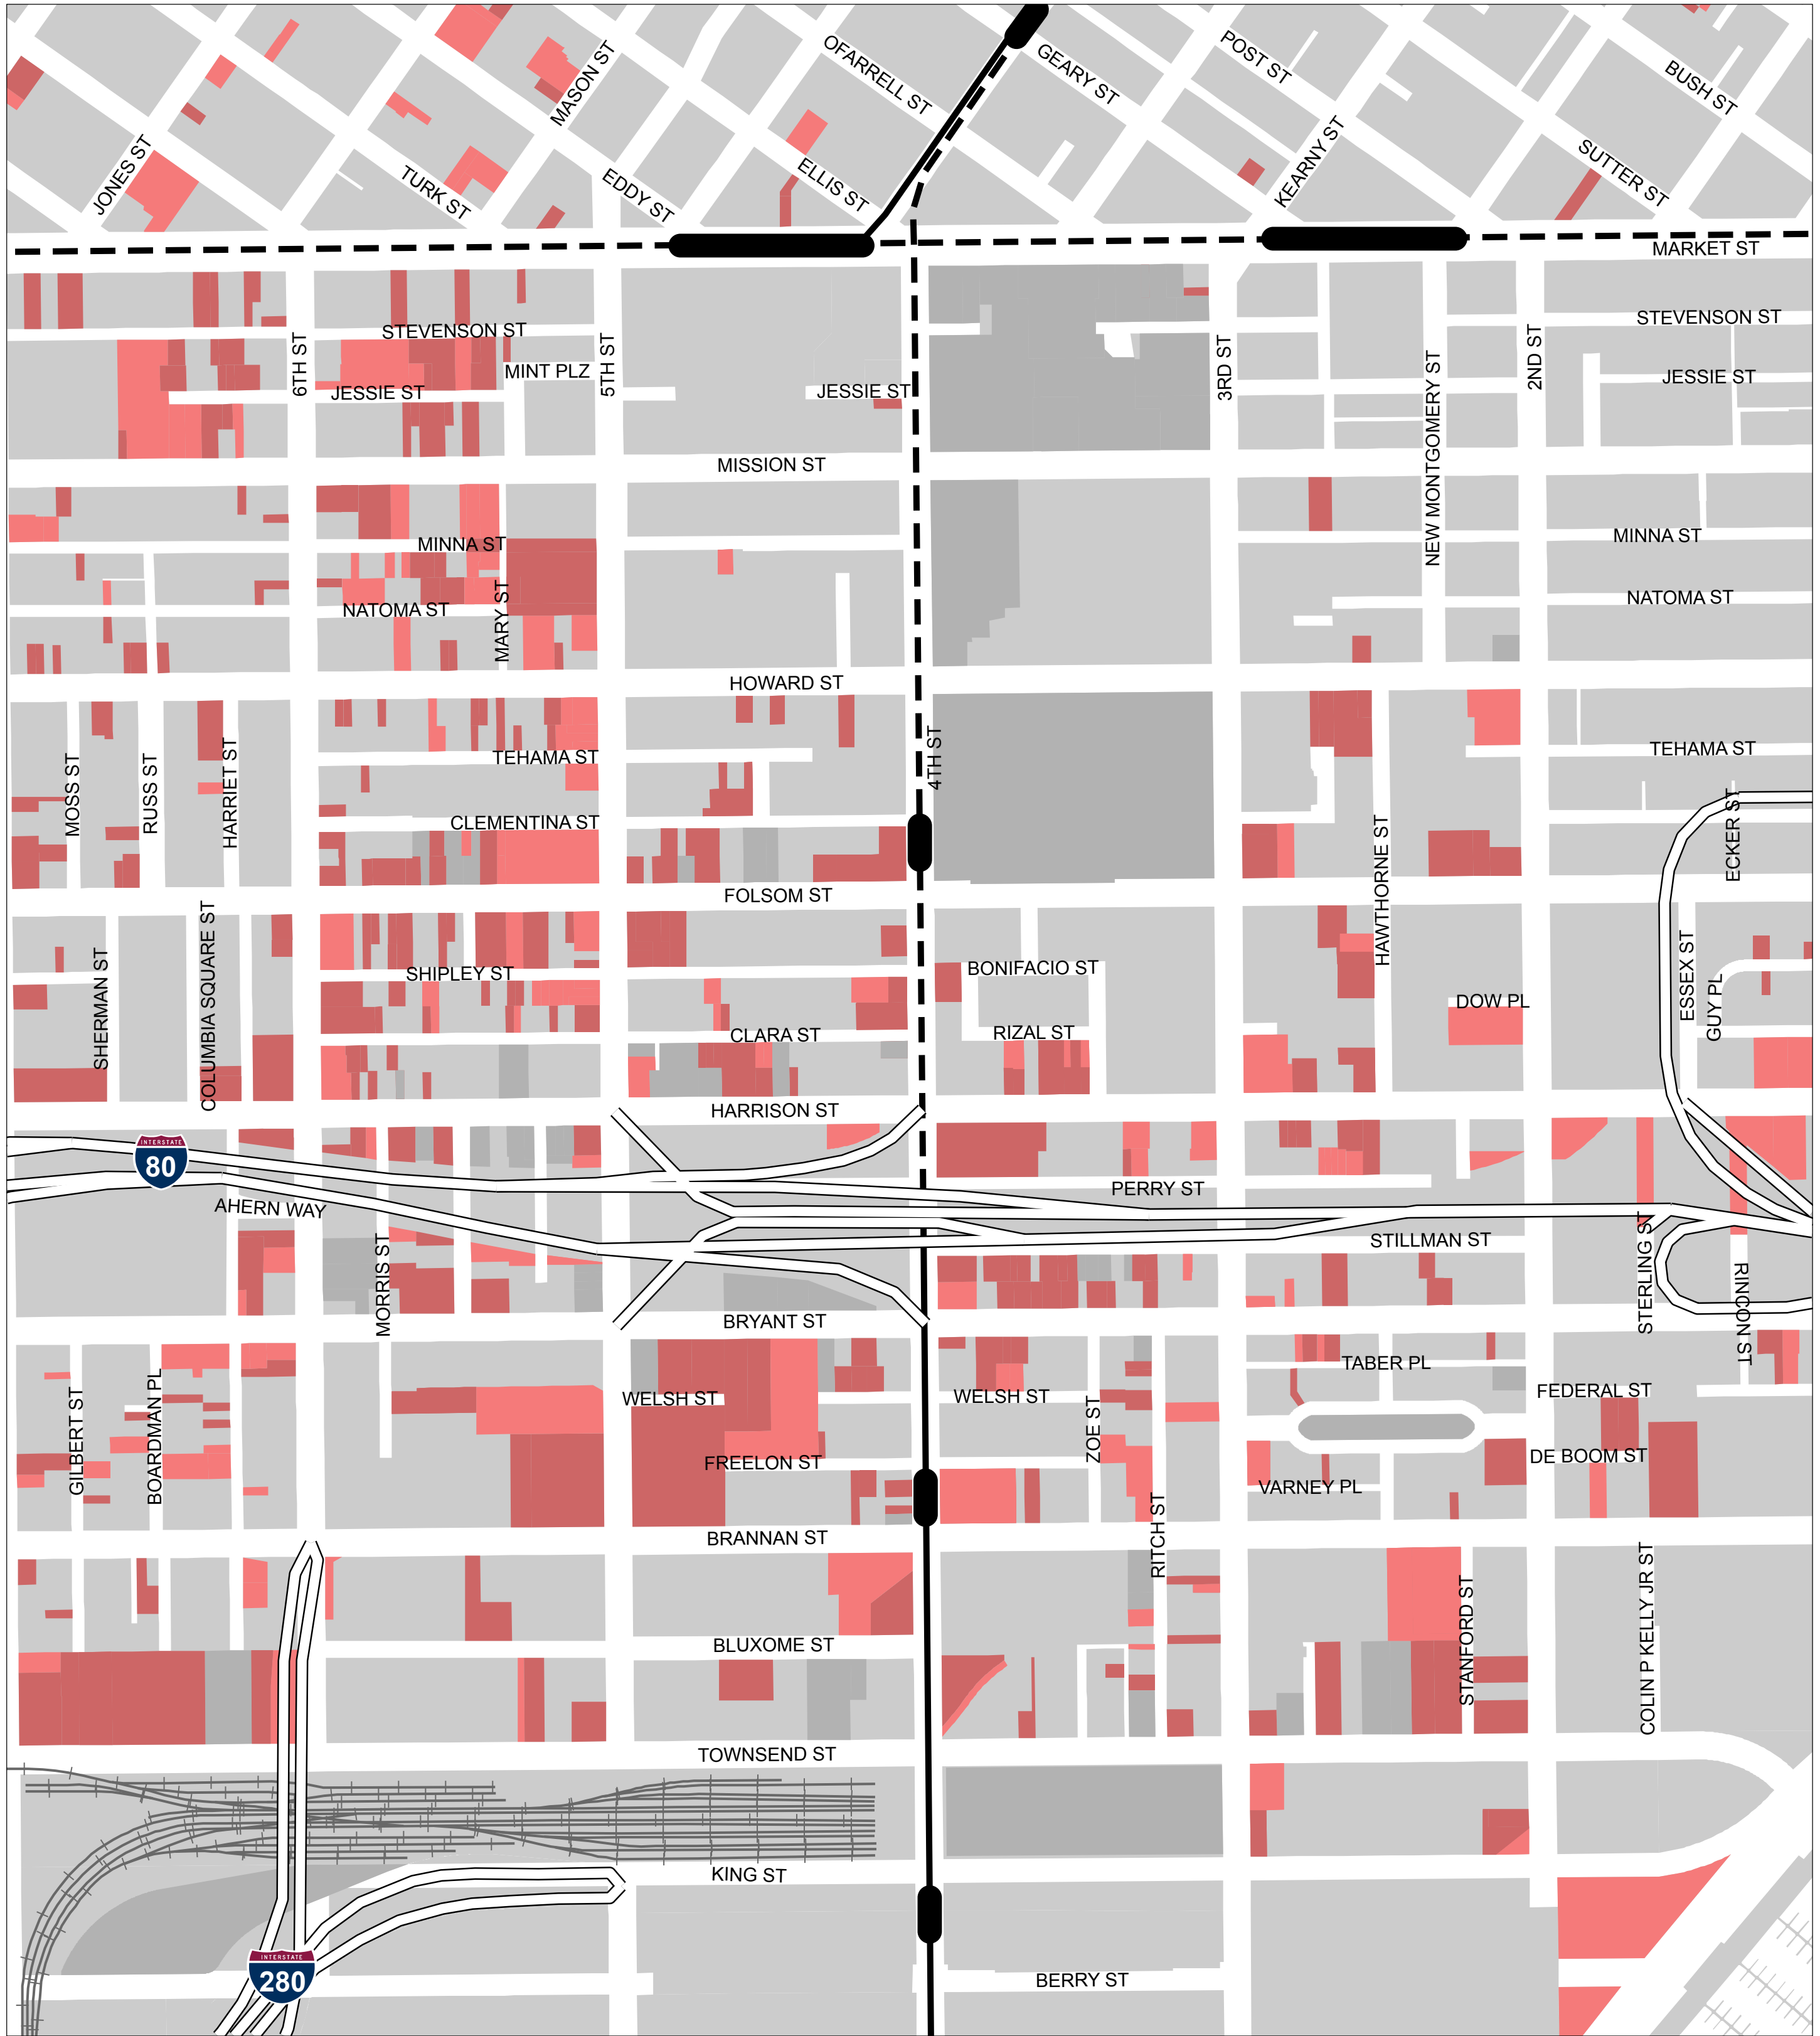 POST ST
OFARRELL ST
GEARY ST
MASON ST
BUSH ST
JONES ST
TURK ST
EDDY ST
ELLIS ST
KEARNY ST
SUTTER ST
MARKET ST
STEVENSON ST
STEVENSON ST
6TH ST
MINT PLZ
5TH ST
3RD ST
2ND ST
JESSIE ST
JESSIE ST
JESSIE ST
NEW MONTGOMERY ST
MISSION ST
MINNA ST
MINNA ST
NATOMA ST
MARY ST
NATOMA ST
HOWARD ST
4TH ST
TEHAMA ST
TEHAMA ST
MOSS ST
RUSS ST
HARRIET ST
CLEMENTINA ST
HAWTHORNE ST
ECKER ST
FOLSOM ST
SHERMAN ST
COLUMBIA SQUARE ST
SHIPLEY ST
BONIFACIO ST
ESSEX ST
GUY PL
DOW PL
CLARA ST
RIZAL ST
HARRISON ST
INTERSTATE
80
PERRY ST
AHERN WAY
MORRIS ST
STILLMAN ST
STERLING ST
RINCON ST
BRYANT ST
TABER PL
GILBERT ST
BOARDMAN PL
WELSH ST
WELSH ST
ZOE ST
FEDERAL ST
FREELON ST
DE BOOM ST
VARNEY PL
RITCH ST
BRANNAN ST
STANFORD ST
COLIN P KELLY JR ST
BLUXOME ST
TOWNSEND ST
KING ST
INTERSTATE
280
BERRY ST